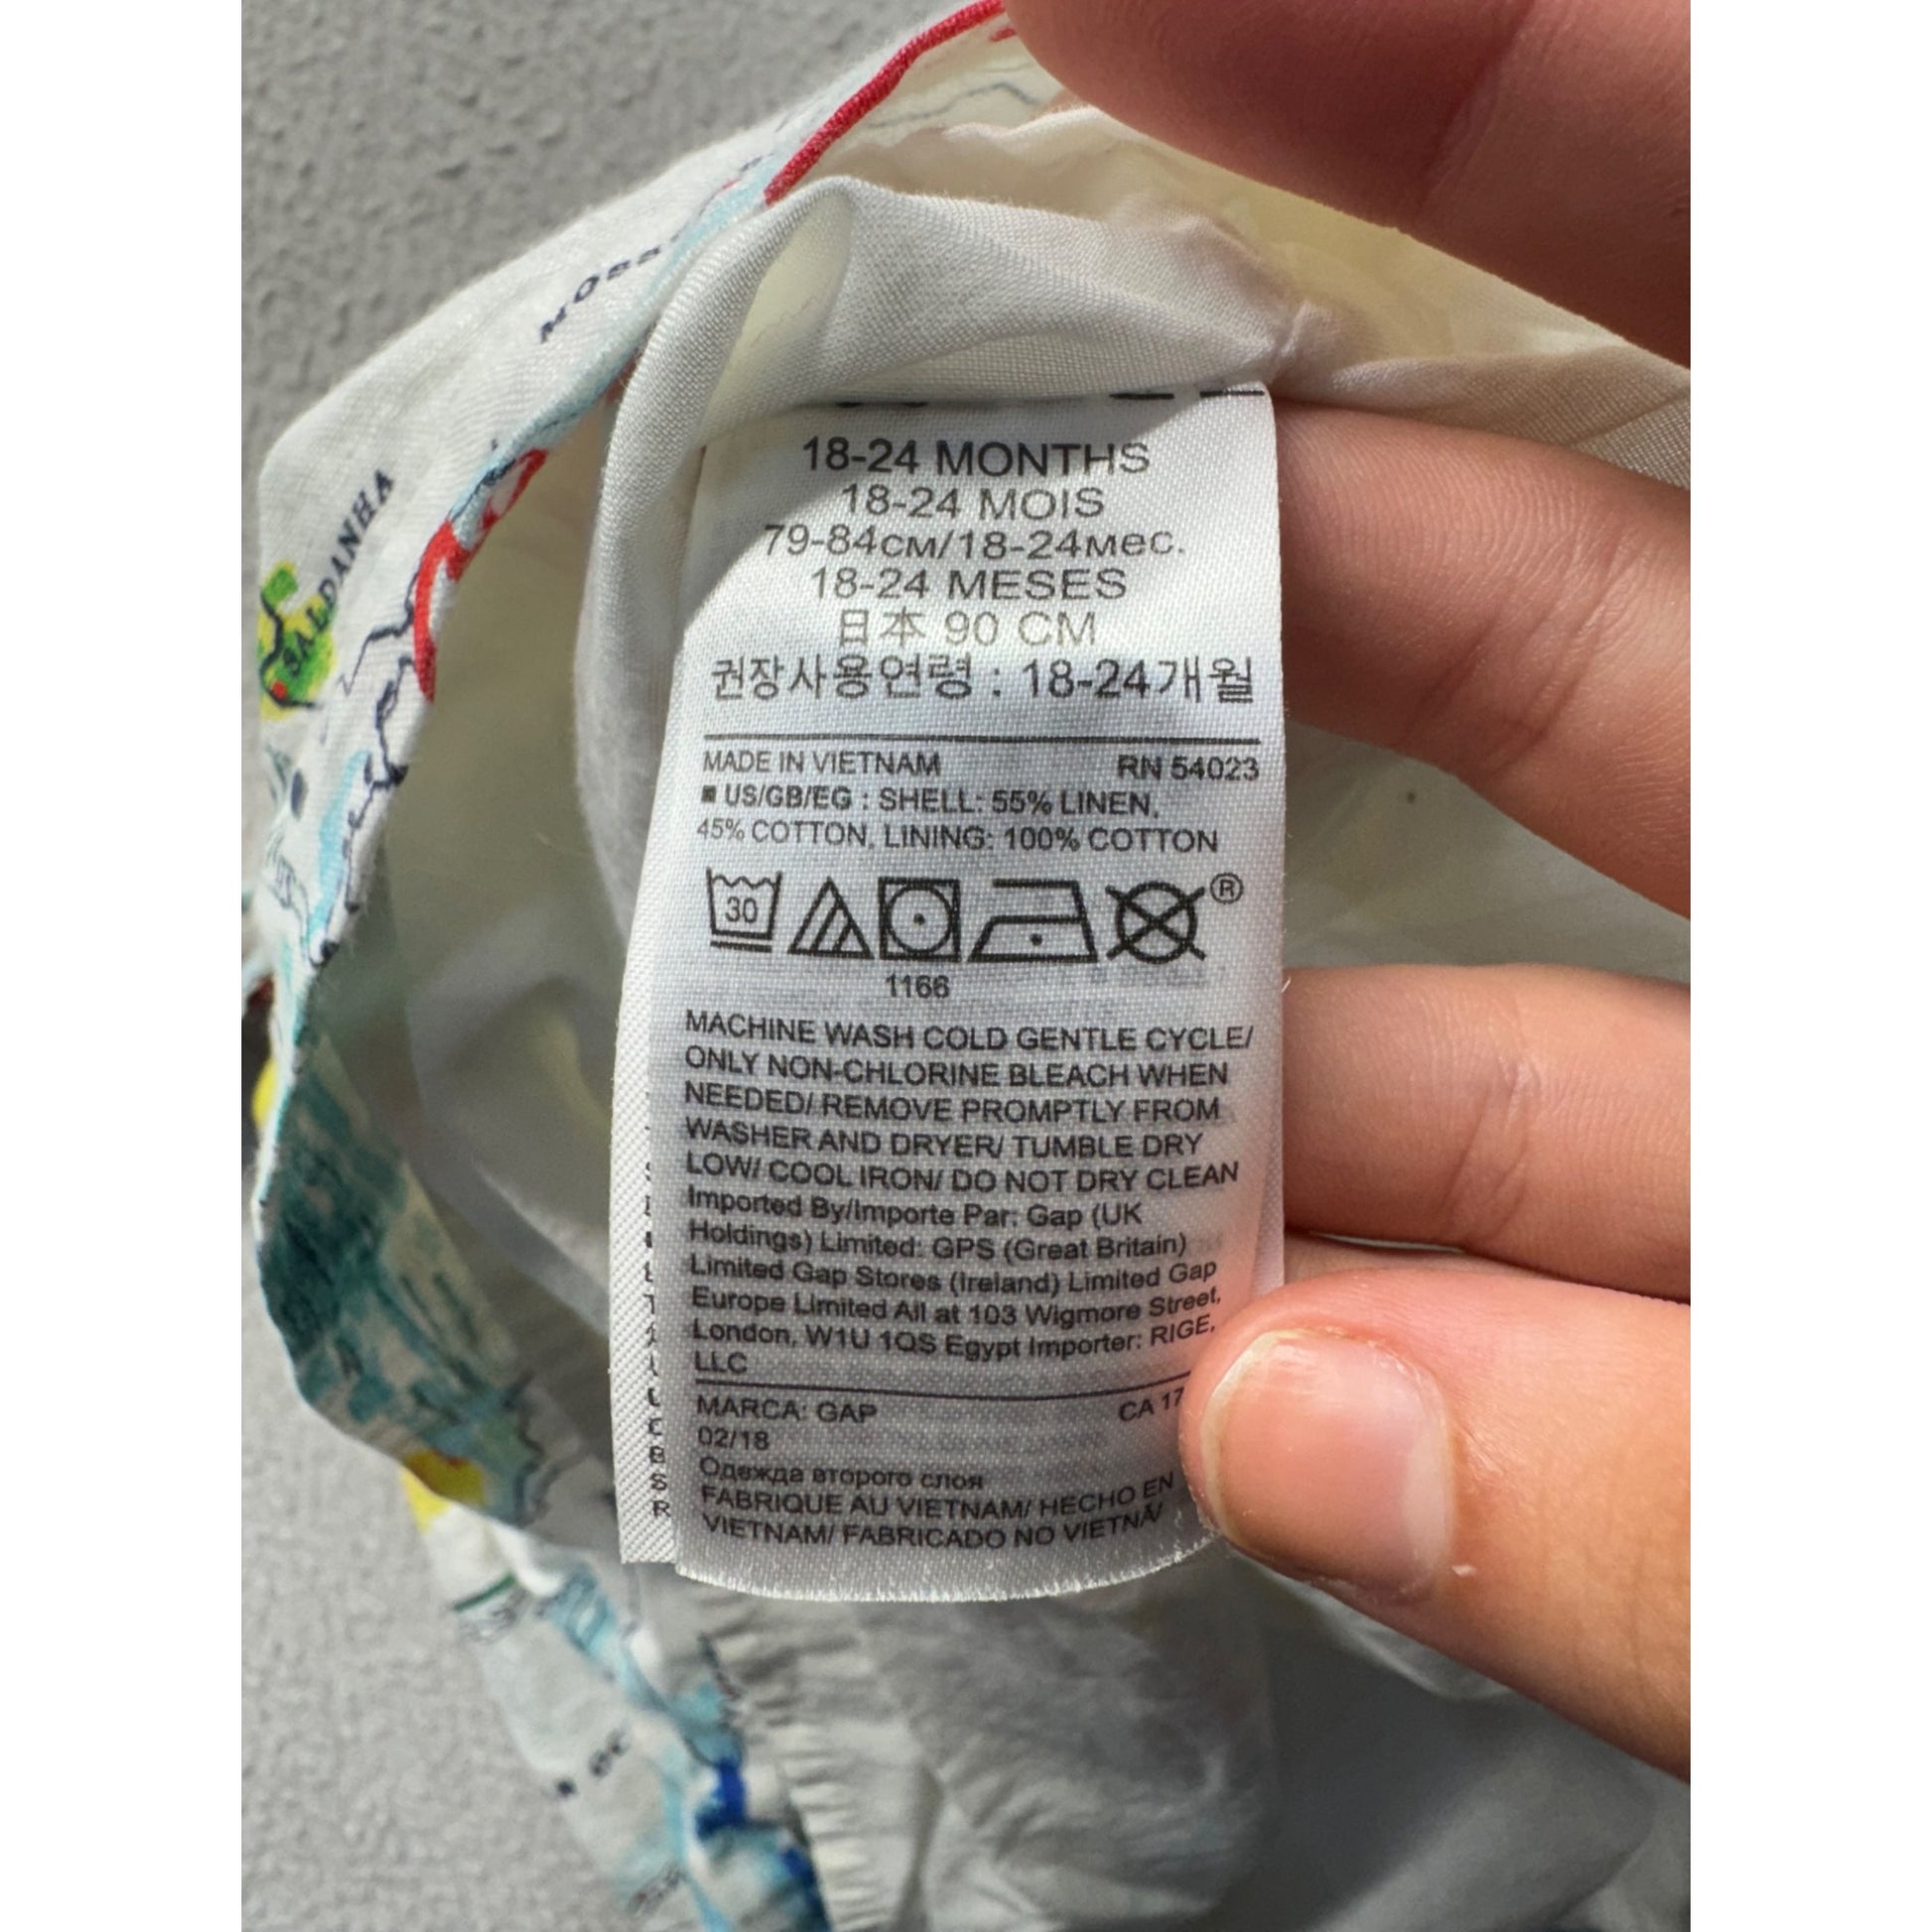 SALDANHA
18-24 MONTHS
18-24 MOIS
79-84см/18-24мес.
18-24 MESES
日本 90 CM
권장사용연령 : 18-24개월
MADE IN VIETNAM RN 54023
■ US/GB/EG : SHELL: 55% LINEN,
45% COTTON, LINING: 100% COTTON
30 ®
1166
MACHINE WASH COLD GENTLE CYCLE/
ONLY NON-CHLORINE BLEACH WHEN
NEEDED/ REMOVE PROMPTLY FROM
WASHER AND DRYER/ TUMBLE DRY
LOW/ COOL IRON/ DO NOT DRY CLEAN
Imported By/Importe Par: Gap (UK
Holdings) Limited: GPS (Great Britain)
Limited Gap Stores (Ireland) Limited Gap
Europe Limited All at 103 Wigmore Street,
London, W1U 1QS Egypt Importer: RIGE,
LLC
MARCA: GAP CA 17
02/18
Одежда второго слоя
FABRIQUE AU VIETNAM/ HECHO EN
VIETNAM/ FABRICADO NO VIETNÃ/